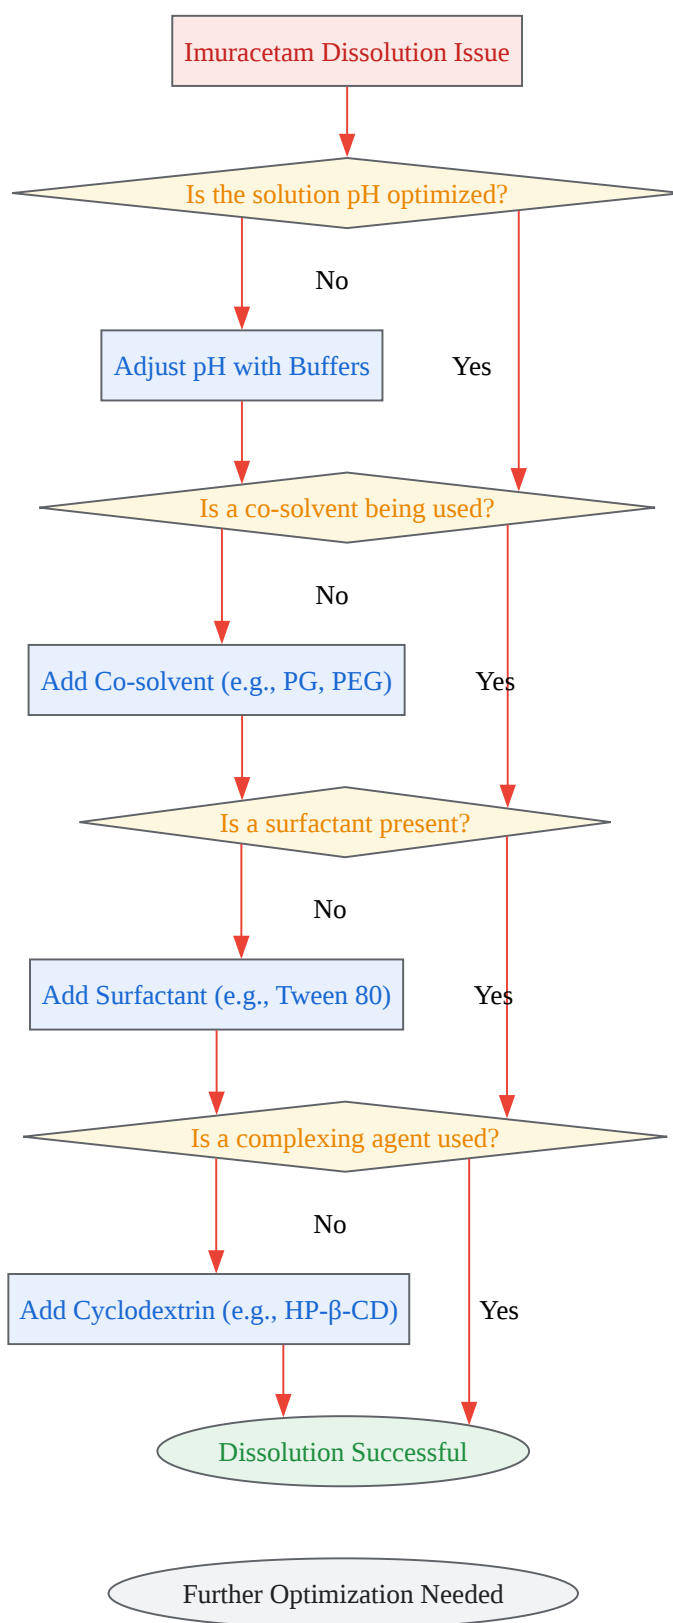 Imuracetam Dissolution Issue
Is the solution pH optimized?
No
Adjust pH with Buffers
Yes
Is a co-solvent being used?
No
Add Co-solvent (e.g., PG, PEG)
Yes
Is a surfactant present?
No
Add Surfactant (e.g., Tween 80)
Yes
Is a complexing agent used?
No
Add Cyclodextrin (e.g., HP-β-CD)
Yes
Dissolution Successful
Further Optimization Needed